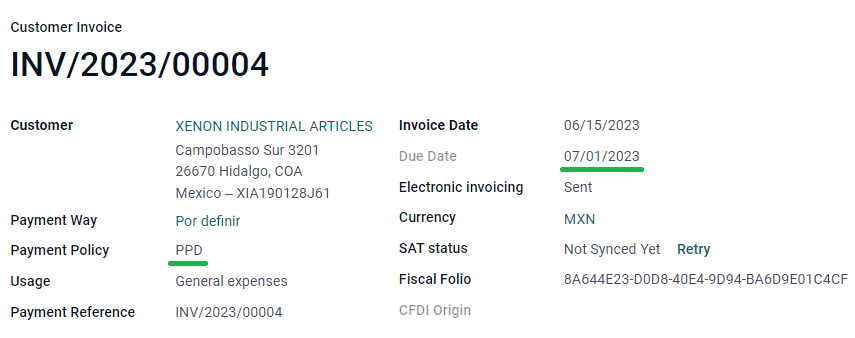 Customer Invoice
INV/2023/00004
Customer
XENON INDUSTRIAL ARTICLES
Campobasso Sur 3201
26670 Hidalgo, COA
Mexico – XIA190128J61
Payment Way
Por definir
Payment Policy
PPD
Usage
General expenses
Payment Reference
INV/2023/00004
Invoice Date
06/15/2023
Due Date
07/01/2023
Electronic invoicing
Sent
Currency
MXN
SAT status
Not Synced Yet Retry
Fiscal Folio
8A644E23-D0D8-40E4-9D94-BA6D9E01C4CF
CFDI Origin